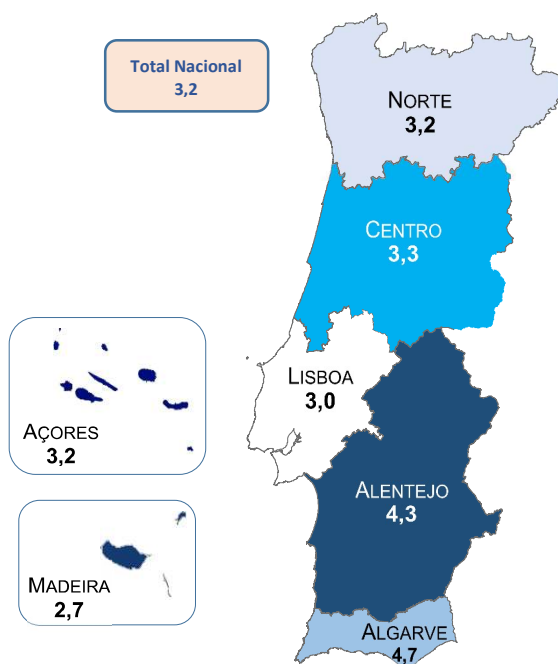 Total Nacional
3,2
NORTE
3,2
CENTRO
3,3
LISBOA
3,0
AÇORES
3,2
ALENTEJO
4,3
MADEIRA
2,7
ALGARVE
4,7